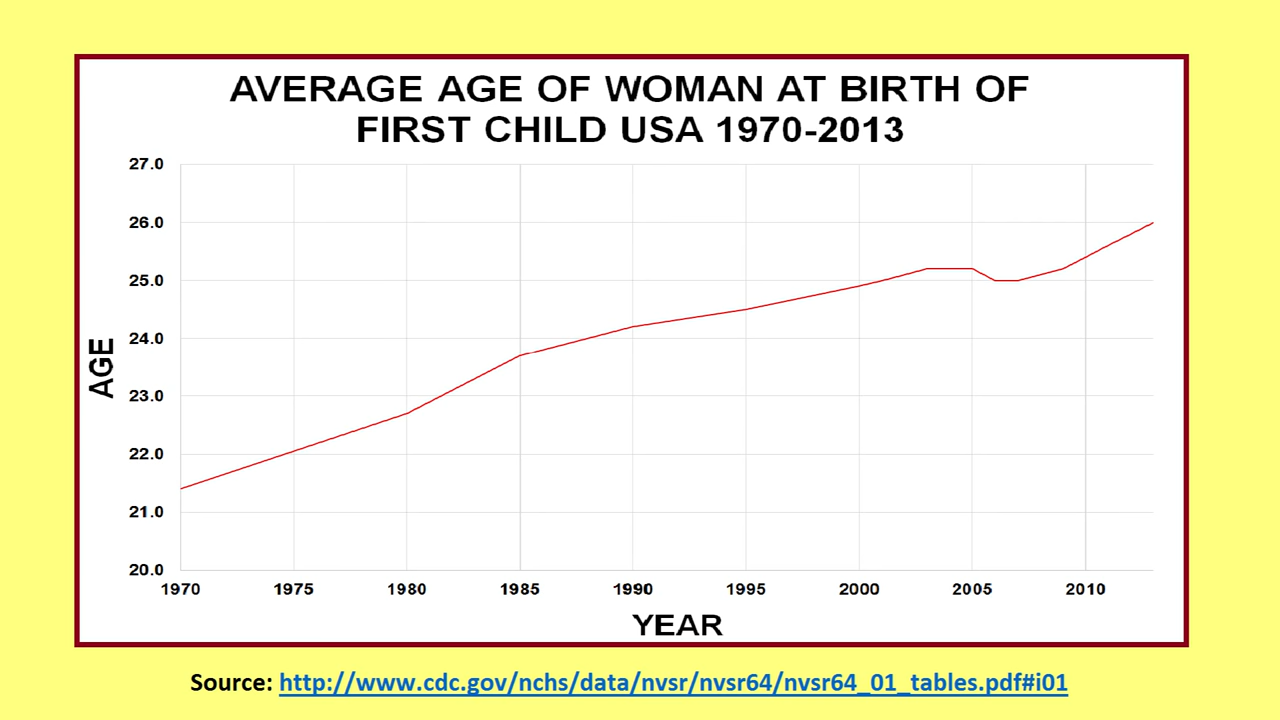 AVERAGE AGE OF WOMAN AT BIRTH OF
FIRST CHILD USA 1970-2013
27.0
26.0
25.0
24.0
23.0
22.0
21.0
20.0
AGE
1970 1975 1980 1985 1990 1995 2000 2005 2010
YEAR
Source: http://www.cdc.gov/nchs/data/nvsr/nvsr64/nvsr64_01_tables.pdf#i01